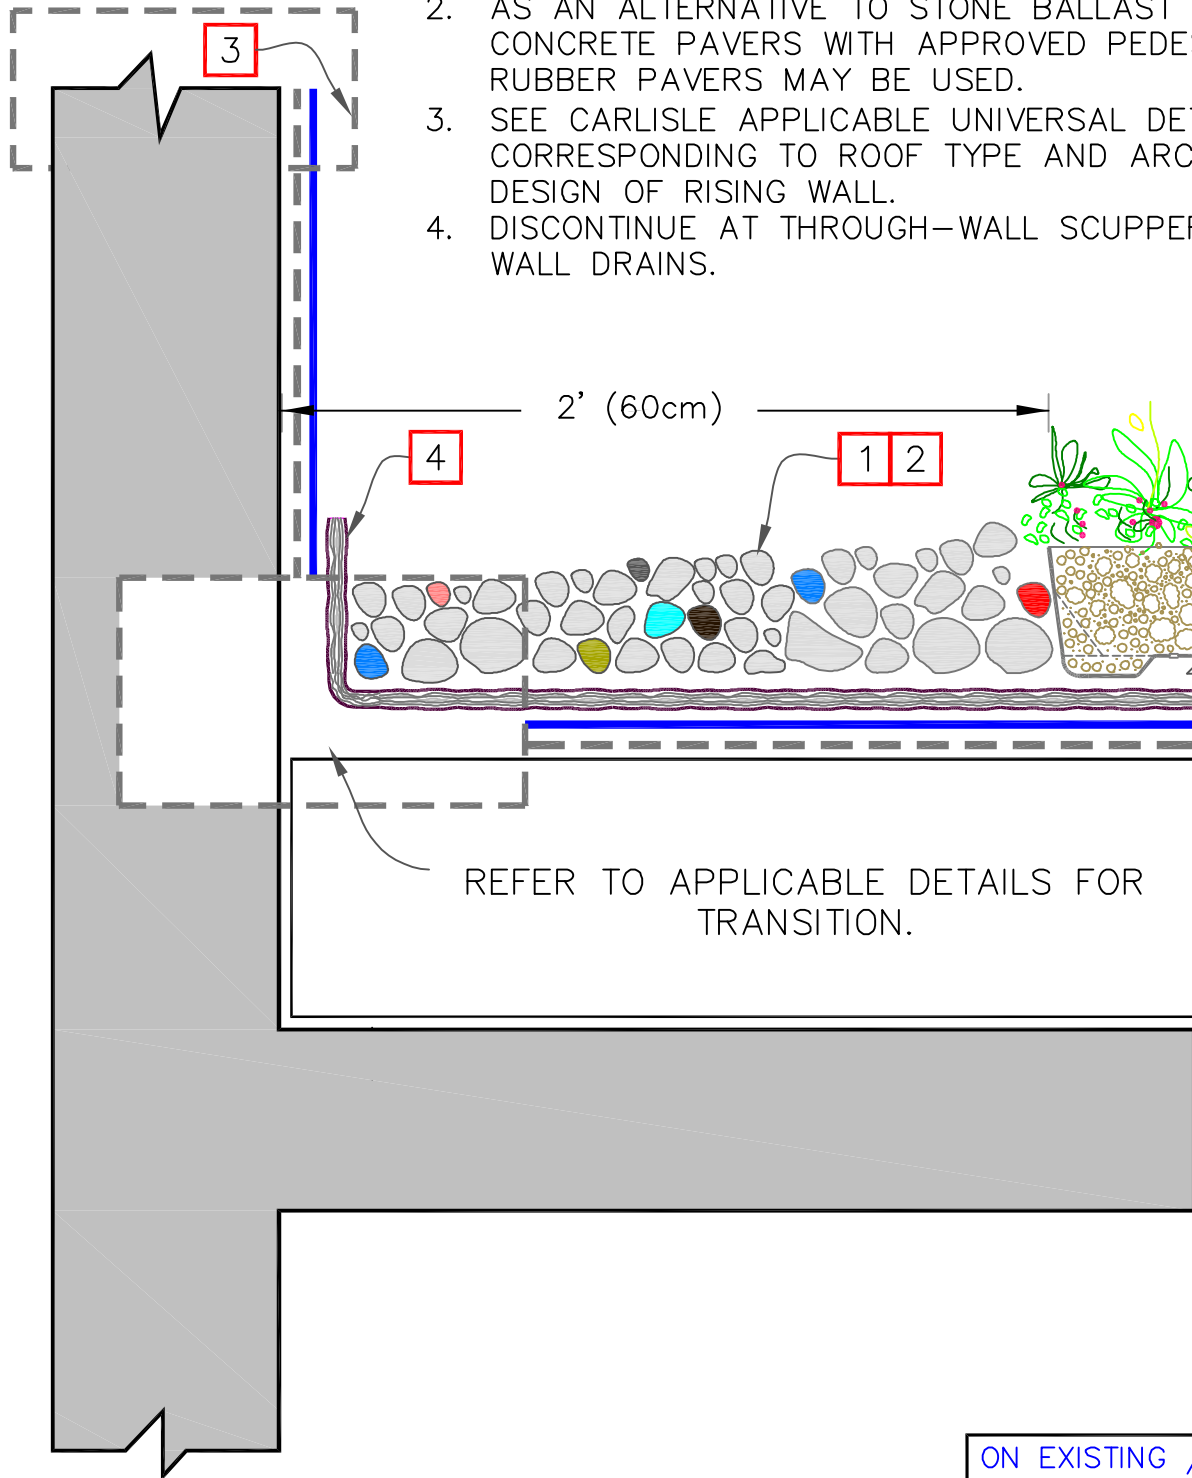 3
2. AS AN ALTERNATIVE TO STONE BALLAST
CONCRETE PAVERS WITH APPROVED
RUBBER PAVERS MAY BE USED.
3. SEE CARLISLE APPLICABLE UNIVERSAL
CORRESPONDING TO ROOF TYPE AND
DESIGN OF RISING WALL.
4. DISCONTINUE AT THROUGH-WALL
WALL DRAINS.
2' (60cm)
4
1 2
REFER TO APPLICABLE DETAILS FOR
TRANSITION.
ON EXISTING